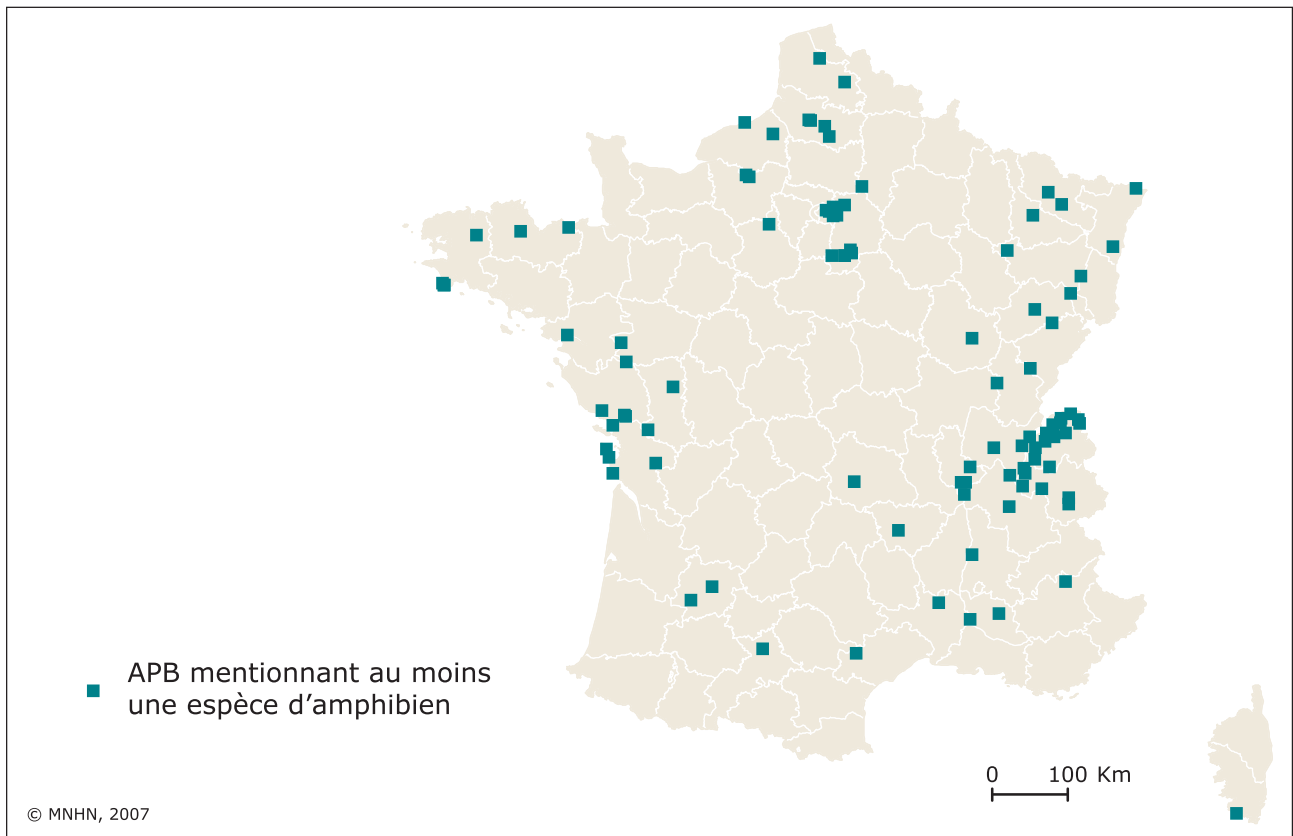 APB mentionnant au moins
une espèce d’amphibien
0 100 Km
© MNHN, 2007